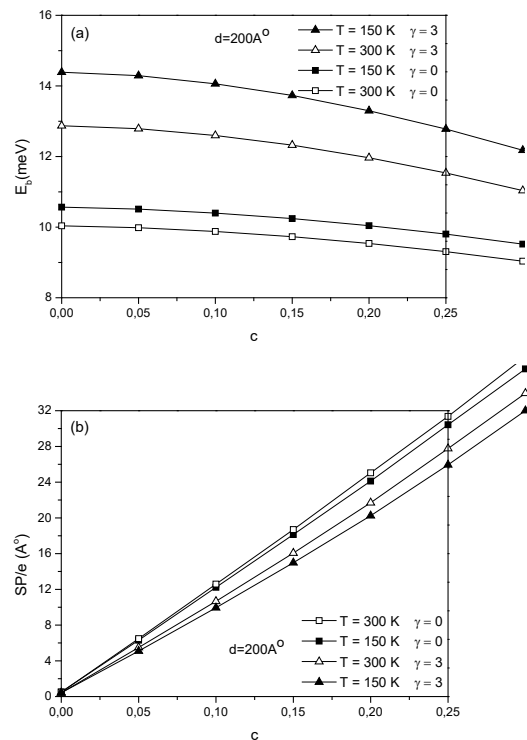 16
(a)
d=200A°
T = 150 K γ = 3
T = 300 K γ = 3
T = 150 K γ = 0
T = 300 K γ = 0
14
12
10
8
E_b(meV)
0,00 0,05 0,10 0,15 0,20 0,25
c
(b)
32
28
24
20
16
12
8
4
0
SP/e (A°)
T = 300 K γ = 0
T = 150 K γ = 0
d=200A°
T = 300 K γ = 3
T = 150 K γ = 3
0,00 0,05 0,10 0,15 0,20 0,25
c